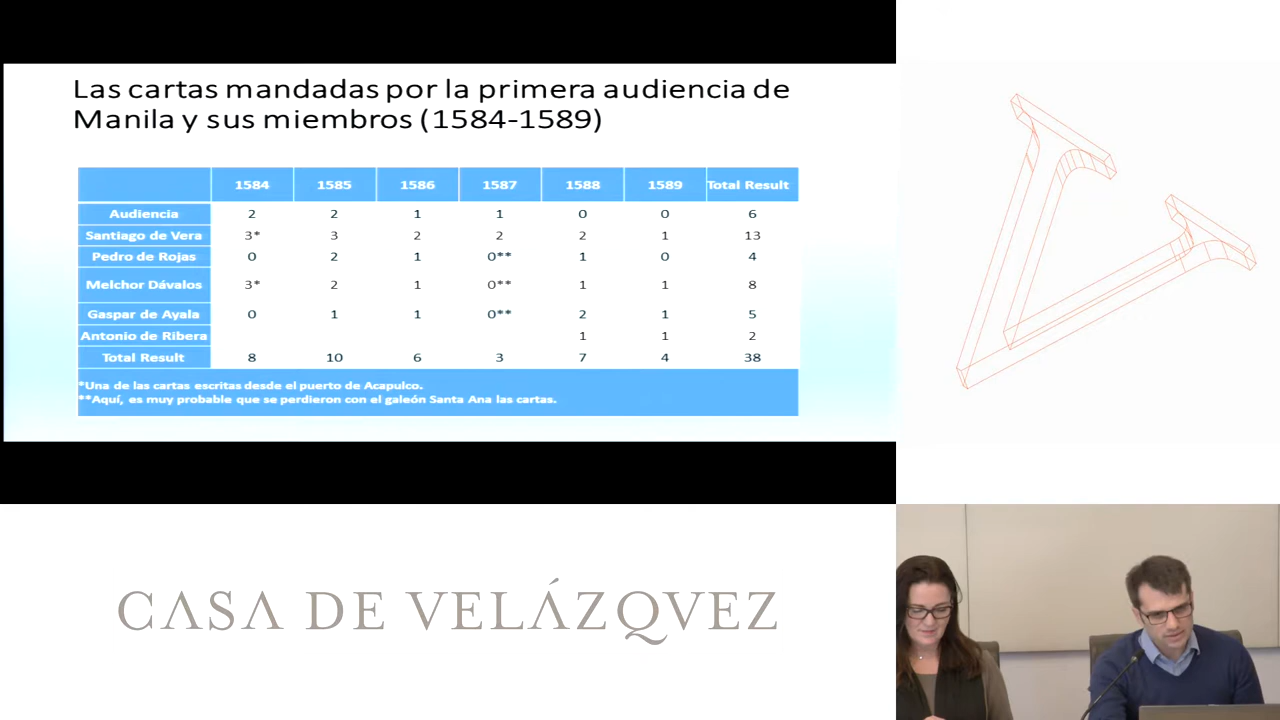 Las cartas mandadas por la primera audiencia de
Manila y sus miembros (1584-1589)
1584 1585 1586 1587 1588 1589 Total Result
Audiencia 2 2 1 1 0 0 6
Santiago de Vera 3* 3 2 2 2 1 13
Pedro de Rojas 0 2 1 0** 1 0 4
Melchor Dávalos 3* 2 1 0** 1 1 8
Gaspar de Ayala 0 1 1 0** 2 1 5
Antonio de Ribera 1 1 2
Total Result 8 10 6 3 7 4 38
*Una de las cartas escritas desde el puerto de Acapulco.
**Aquí, es muy probable que se perdieron con el galeón Santa Ana las cartas.
CASA DE VELÁZQVEZ